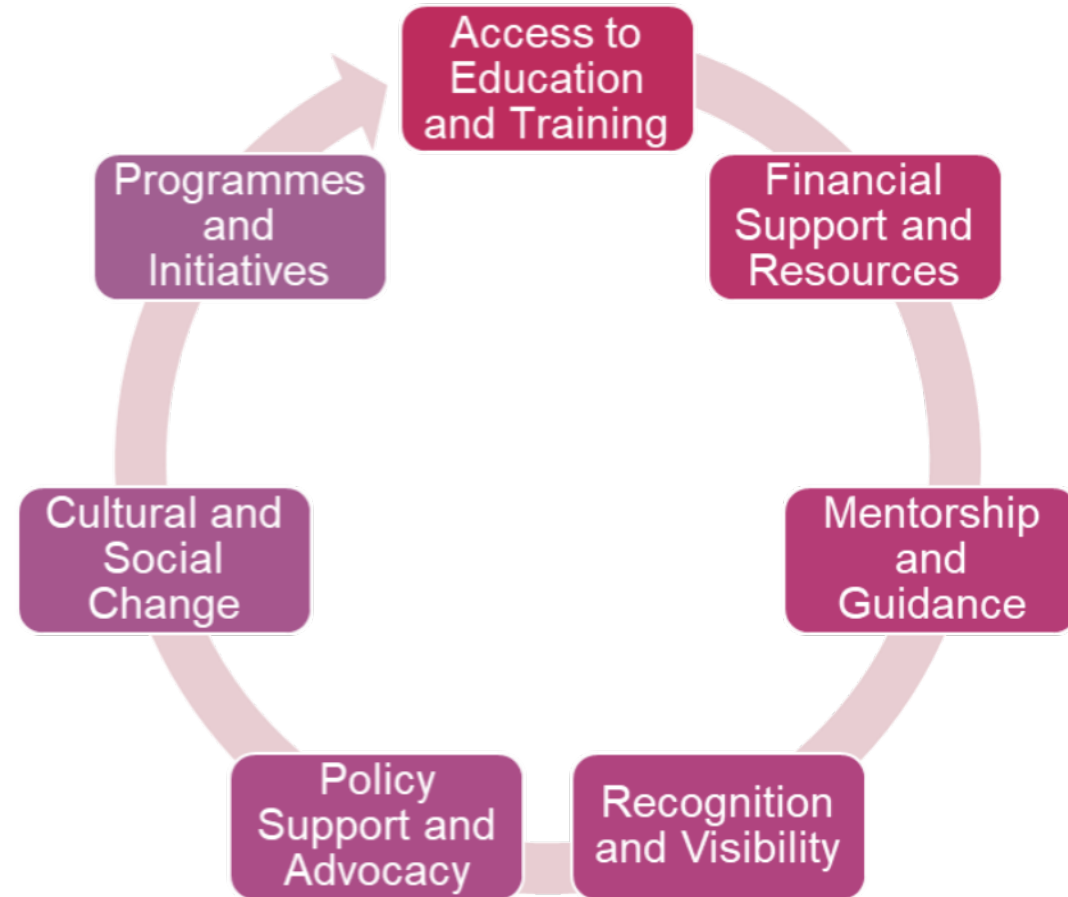 Access to
Education
and Training
Financial
Support and
Resources
Mentorship
and
Guidance
Recognition
and Visibility
Policy
Support and
Advocacy
Cultural and
Social
Change
Programmes
and
Initiatives